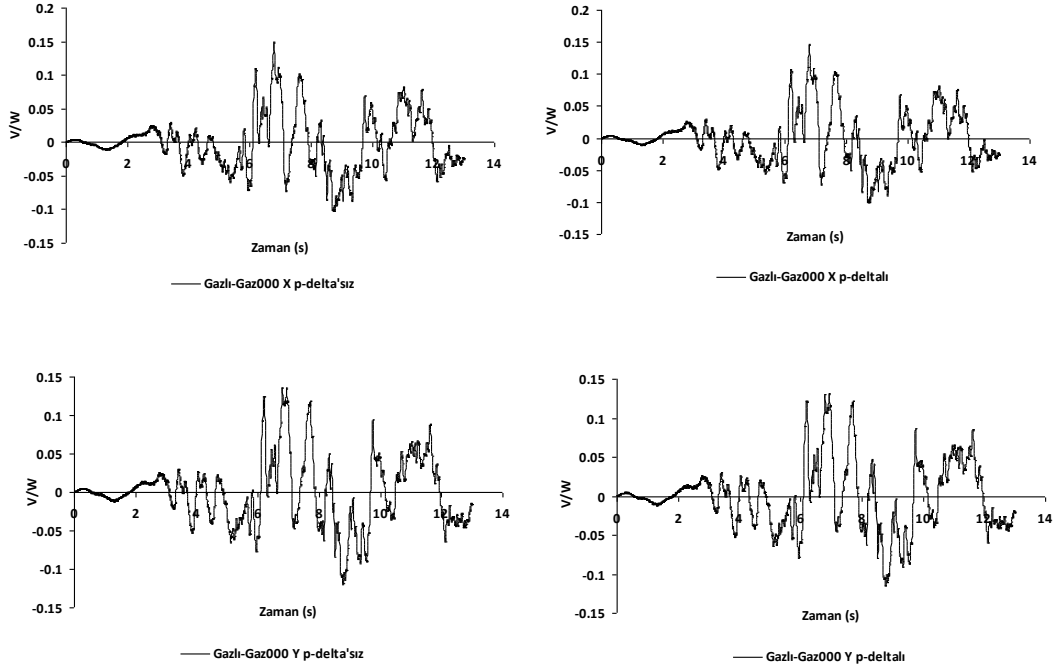 0.2
0.15
0.1
0.05
0
-0.05
-0.1
-0.15
V/W
0 2 4 6 8 10 12 14
Zaman (s)
Gazlı-Gaz000 X p-delta'sız
0.2
0.15
0.1
0.05
0
-0.05
-0.1
-0.15
V/W
0 2 4 6 8 10 12 14
Zaman (s)
Gazlı-Gaz000 X p-deltalı
0.15
0.1
0.05
0
-0.05
-0.1
-0.15
V/W
0 2 4 6 8 10 12 14
Zaman (s)
Gazlı-Gaz000 Y p-delta'sız
0.15
0.1
0.05
0
-0.05
-0.1
-0.15
V/W
0 2 4 6 8 10 12 14
Zaman (s)
Gazlı-Gaz000 Y p-deltalı